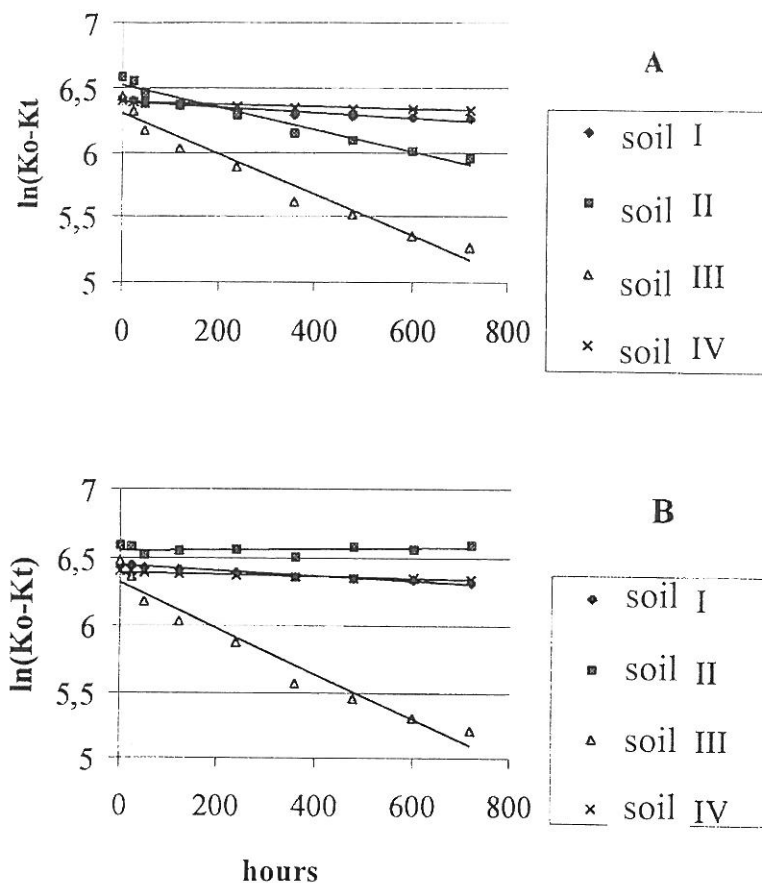 A
7
6,5
6
5,5
5
ln(Ko-Kt
0 200 400 600 800
soil I
soil II
soil III
soil IV
B
7
6,5
6
5,5
5
ln(Ko-Kt)
0 200 400 600 800
hours
soil I
soil II
soil III
soil IV